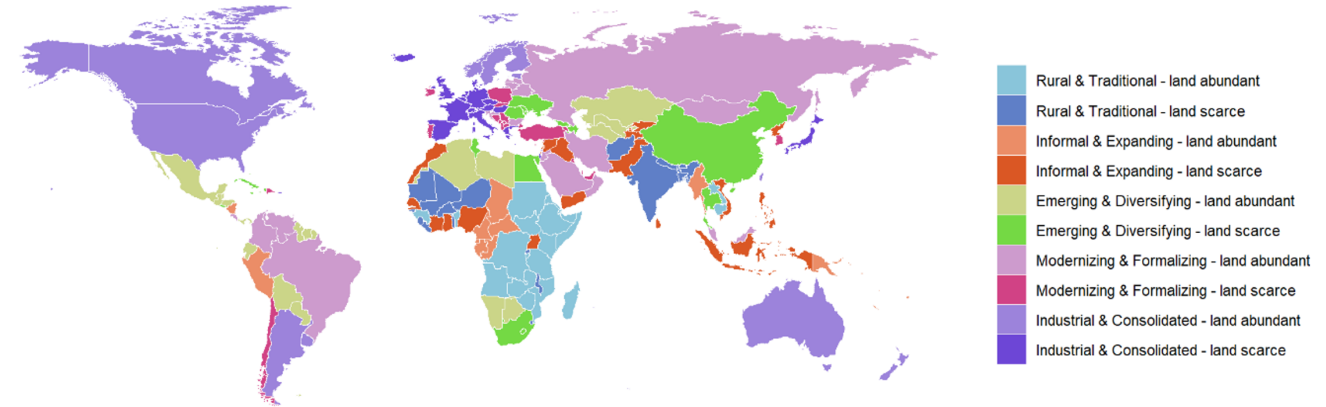 Rural & Traditional - land abundant
Rural & Traditional - land scarce
Informal & Expanding - land abundant
Informal & Expanding - land scarce
Emerging & Diversifying - land abundant
Emerging & Diversifying - land scarce
Modernizing & Formalizing - land abundant
Modernizing & Formalizing - land scarce
Industrial & Consolidated - land abundant
Industrial & Consolidated - land scarce